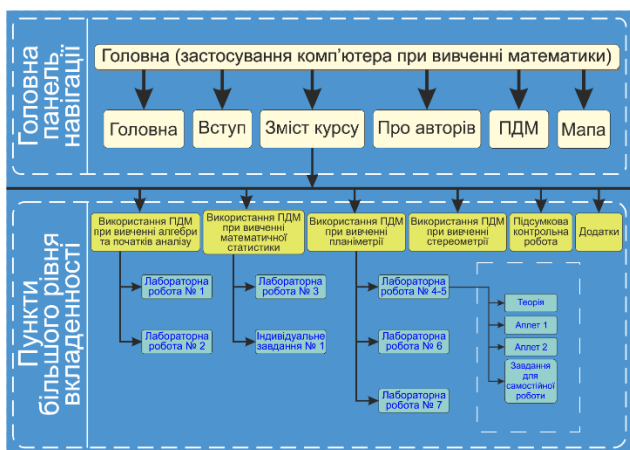 Головна панель
навігації
Головна (застосування комп'ютера при вивченні математики)
Головна
Вступ
Зміст курсу
Про авторів
ПДМ
Мапа
Пункти
більшого рівня
вкладенності
Використання ПДМ
при вивченні алгебри
та початків аналізу
Використання ПДМ
при вивченні
математичної
статистики
Використання ПДМ
при вивченні
планіметрії
Використання ПДМ
при вивченні
стереометрії
Підсумкова
контрольна
робота
Додатки
Лабораторна
робота № 1
Лабораторна
робота № 2
Лабораторна
робота № 3
Індивідуальне
завдання № 1
Лабораторна
робота № 4-5
Лабораторна
робота № 6
Лабораторна
робота № 7
Теорія
Аплет 1
Аплет 2
Завдання
для
самостійної
роботи